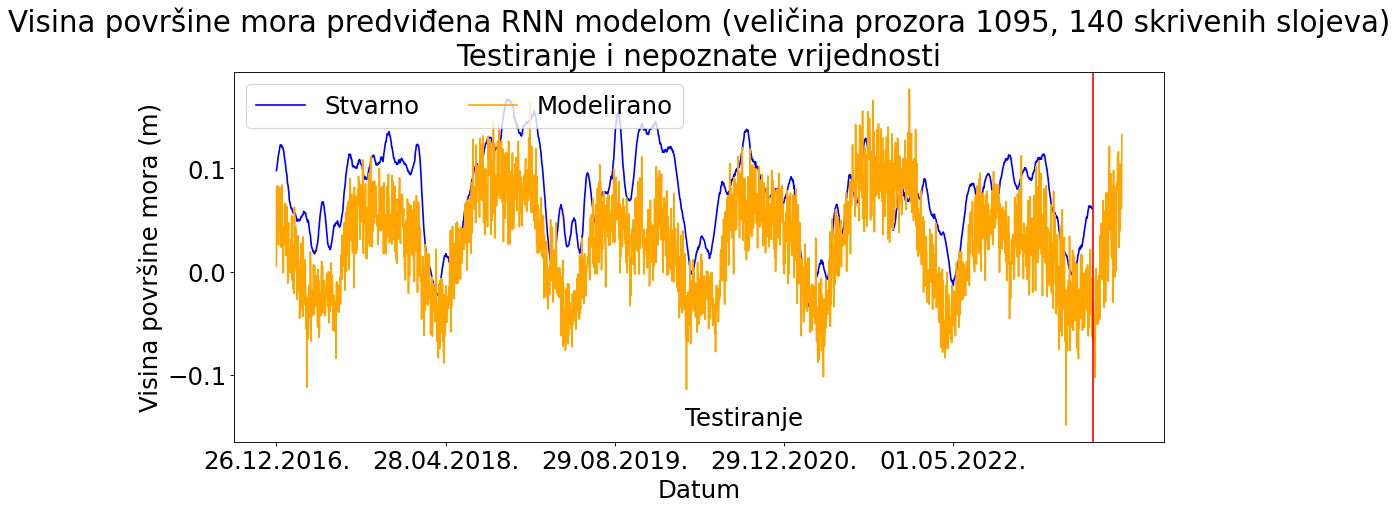 Visina površine mora predviđena RNN modelom (veličina prozora 1095, 140 skrivenih slojeva)
Testiranje i nepoznate vrijednosti
Stvarno
Modelirano
Visina površine mora (m)
0.1
0.0
−0.1
Testiranje
26.12.2016.
28.04.2018.
29.08.2019.
29.12.2020.
01.05.2022.
Datum